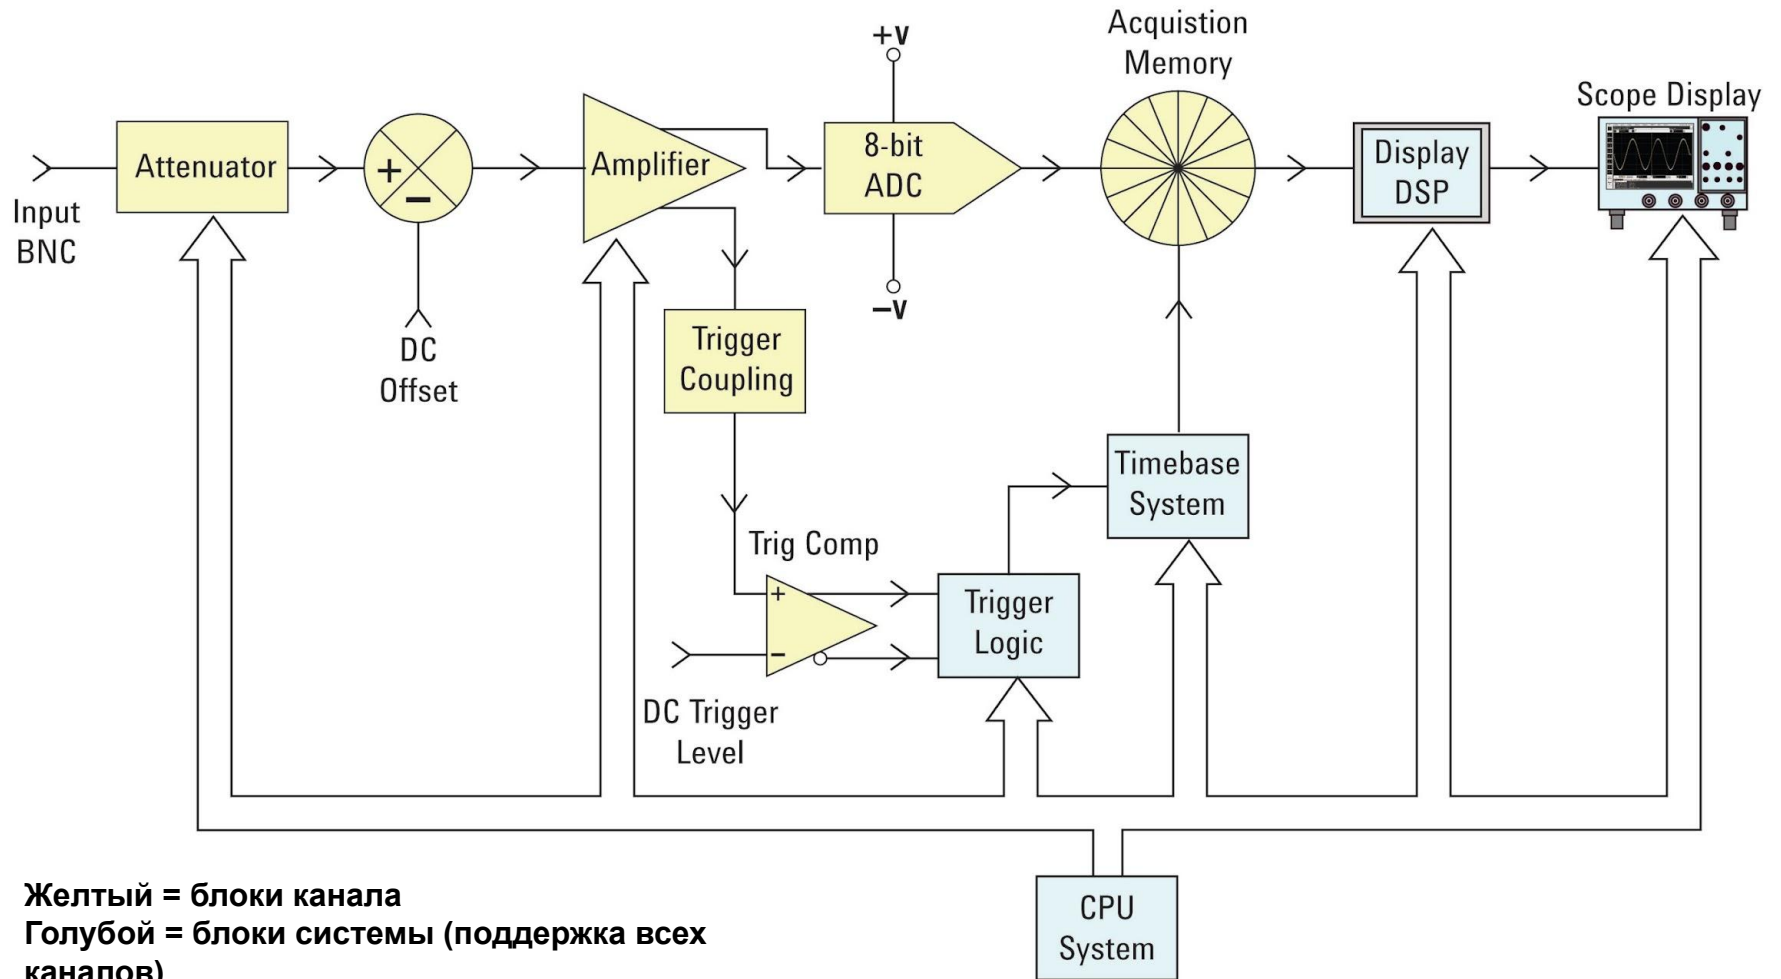 Acquistion
Memory
+V
Scope Display
Attenuator
+
−
Amplifier
8-bit
ADC
Display
DSP
Input
BNC
−V
DC
Offset
Trigger
Coupling
Timebase
System
Trig Comp
+
−
Trigger
Logic
DC Trigger
Level
CPU
System
Желтый = блоки канала
Голубой = блоки системы (поддержка всех
каналов)